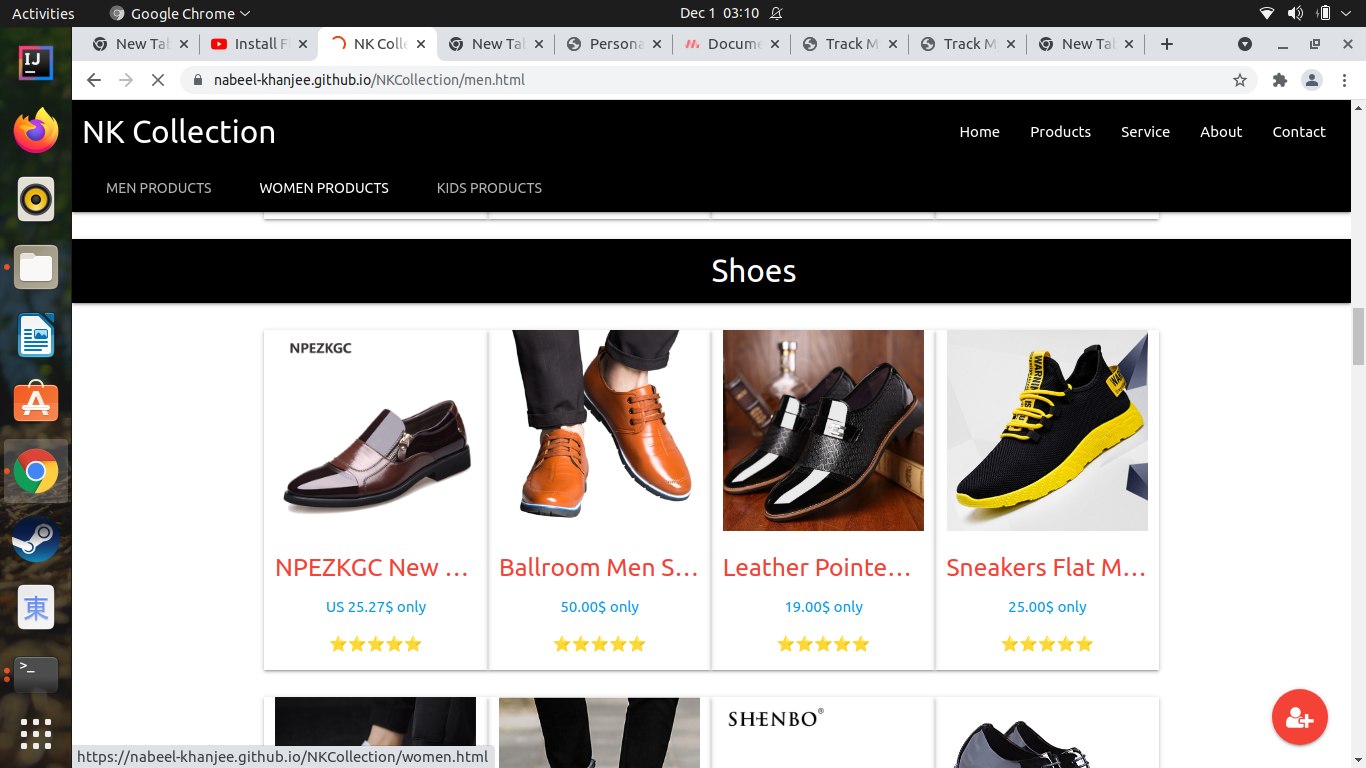 Activities
Google Chrome
Dec 1 03:10
New Tab
Install F
NK Colle
New Tal
Persona
Docume
Track M
Track M
New Tal
nabeel-khanjee.github.io/NKCollection/men.html
NK Collection
Home
Products
Service
About
Contact
MEN PRODUCTS
WOMEN PRODUCTS
KIDS PRODUCTS
Shoes
NPEZKGC
NPEZKGC New ...
Ballroom Men S...
Leather Pointe...
Sneakers Flat M...
US 25.27$ only
50.00$ only
19.00$ only
25.00$ only
SHENBO®
https://nabeel-khanjee.github.io/NKCollection/women.html